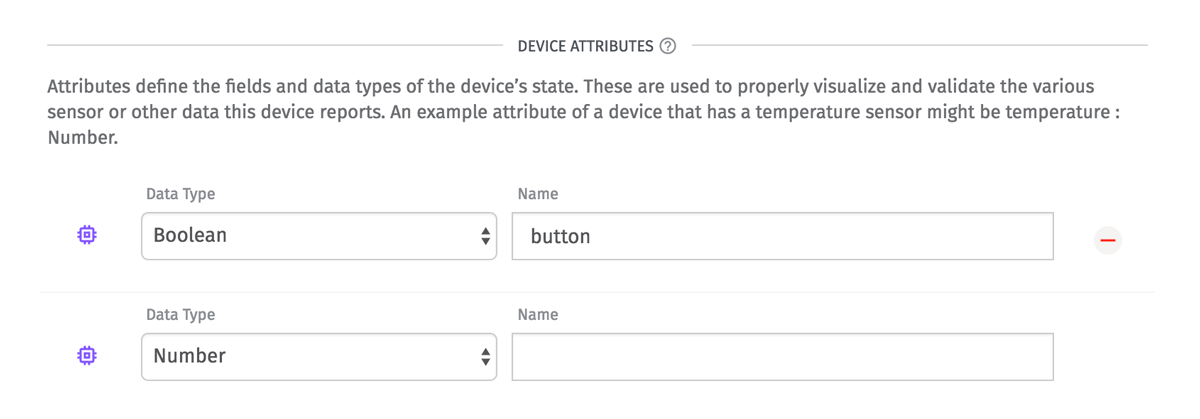 DEVICE ATTRIBUTES ?
Attributes define the fields and data types of the device’s state. These are used to properly visualize and validate the various
sensor or other data this device reports. An example attribute of a device that has a temperature sensor might be temperature :
Number.
Data Type Name
Boolean button
Data Type Name
Number